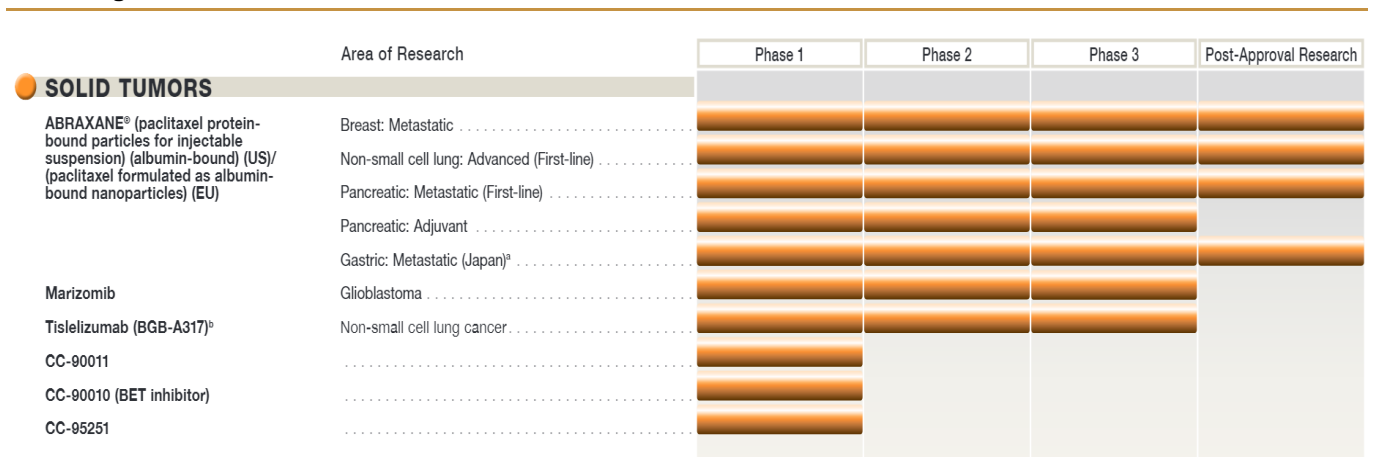 Area of Research Phase 1 Phase 2 Phase 3 Post-Approval Research
SOLID TUMORS
ABRAXANE® (paclitaxel protein-
bound particles for injectable
suspension) (albumin-bound) (US)/
(paclitaxel formulated as albumin-
bound nanoparticles) (EU)
Breast: Metastatic
Non-small cell lung: Advanced (First-line)
Pancreatic: Metastatic (First-line)
Pancreatic: Adjuvant
Gastric: Metastatic (Japan)ᵃ
Marizomib Glioblastoma
Tislelizumab (BGB-A317)ᵇ Non-small cell lung cancer
CC-90011
CC-90010 (BET inhibitor)
CC-95251